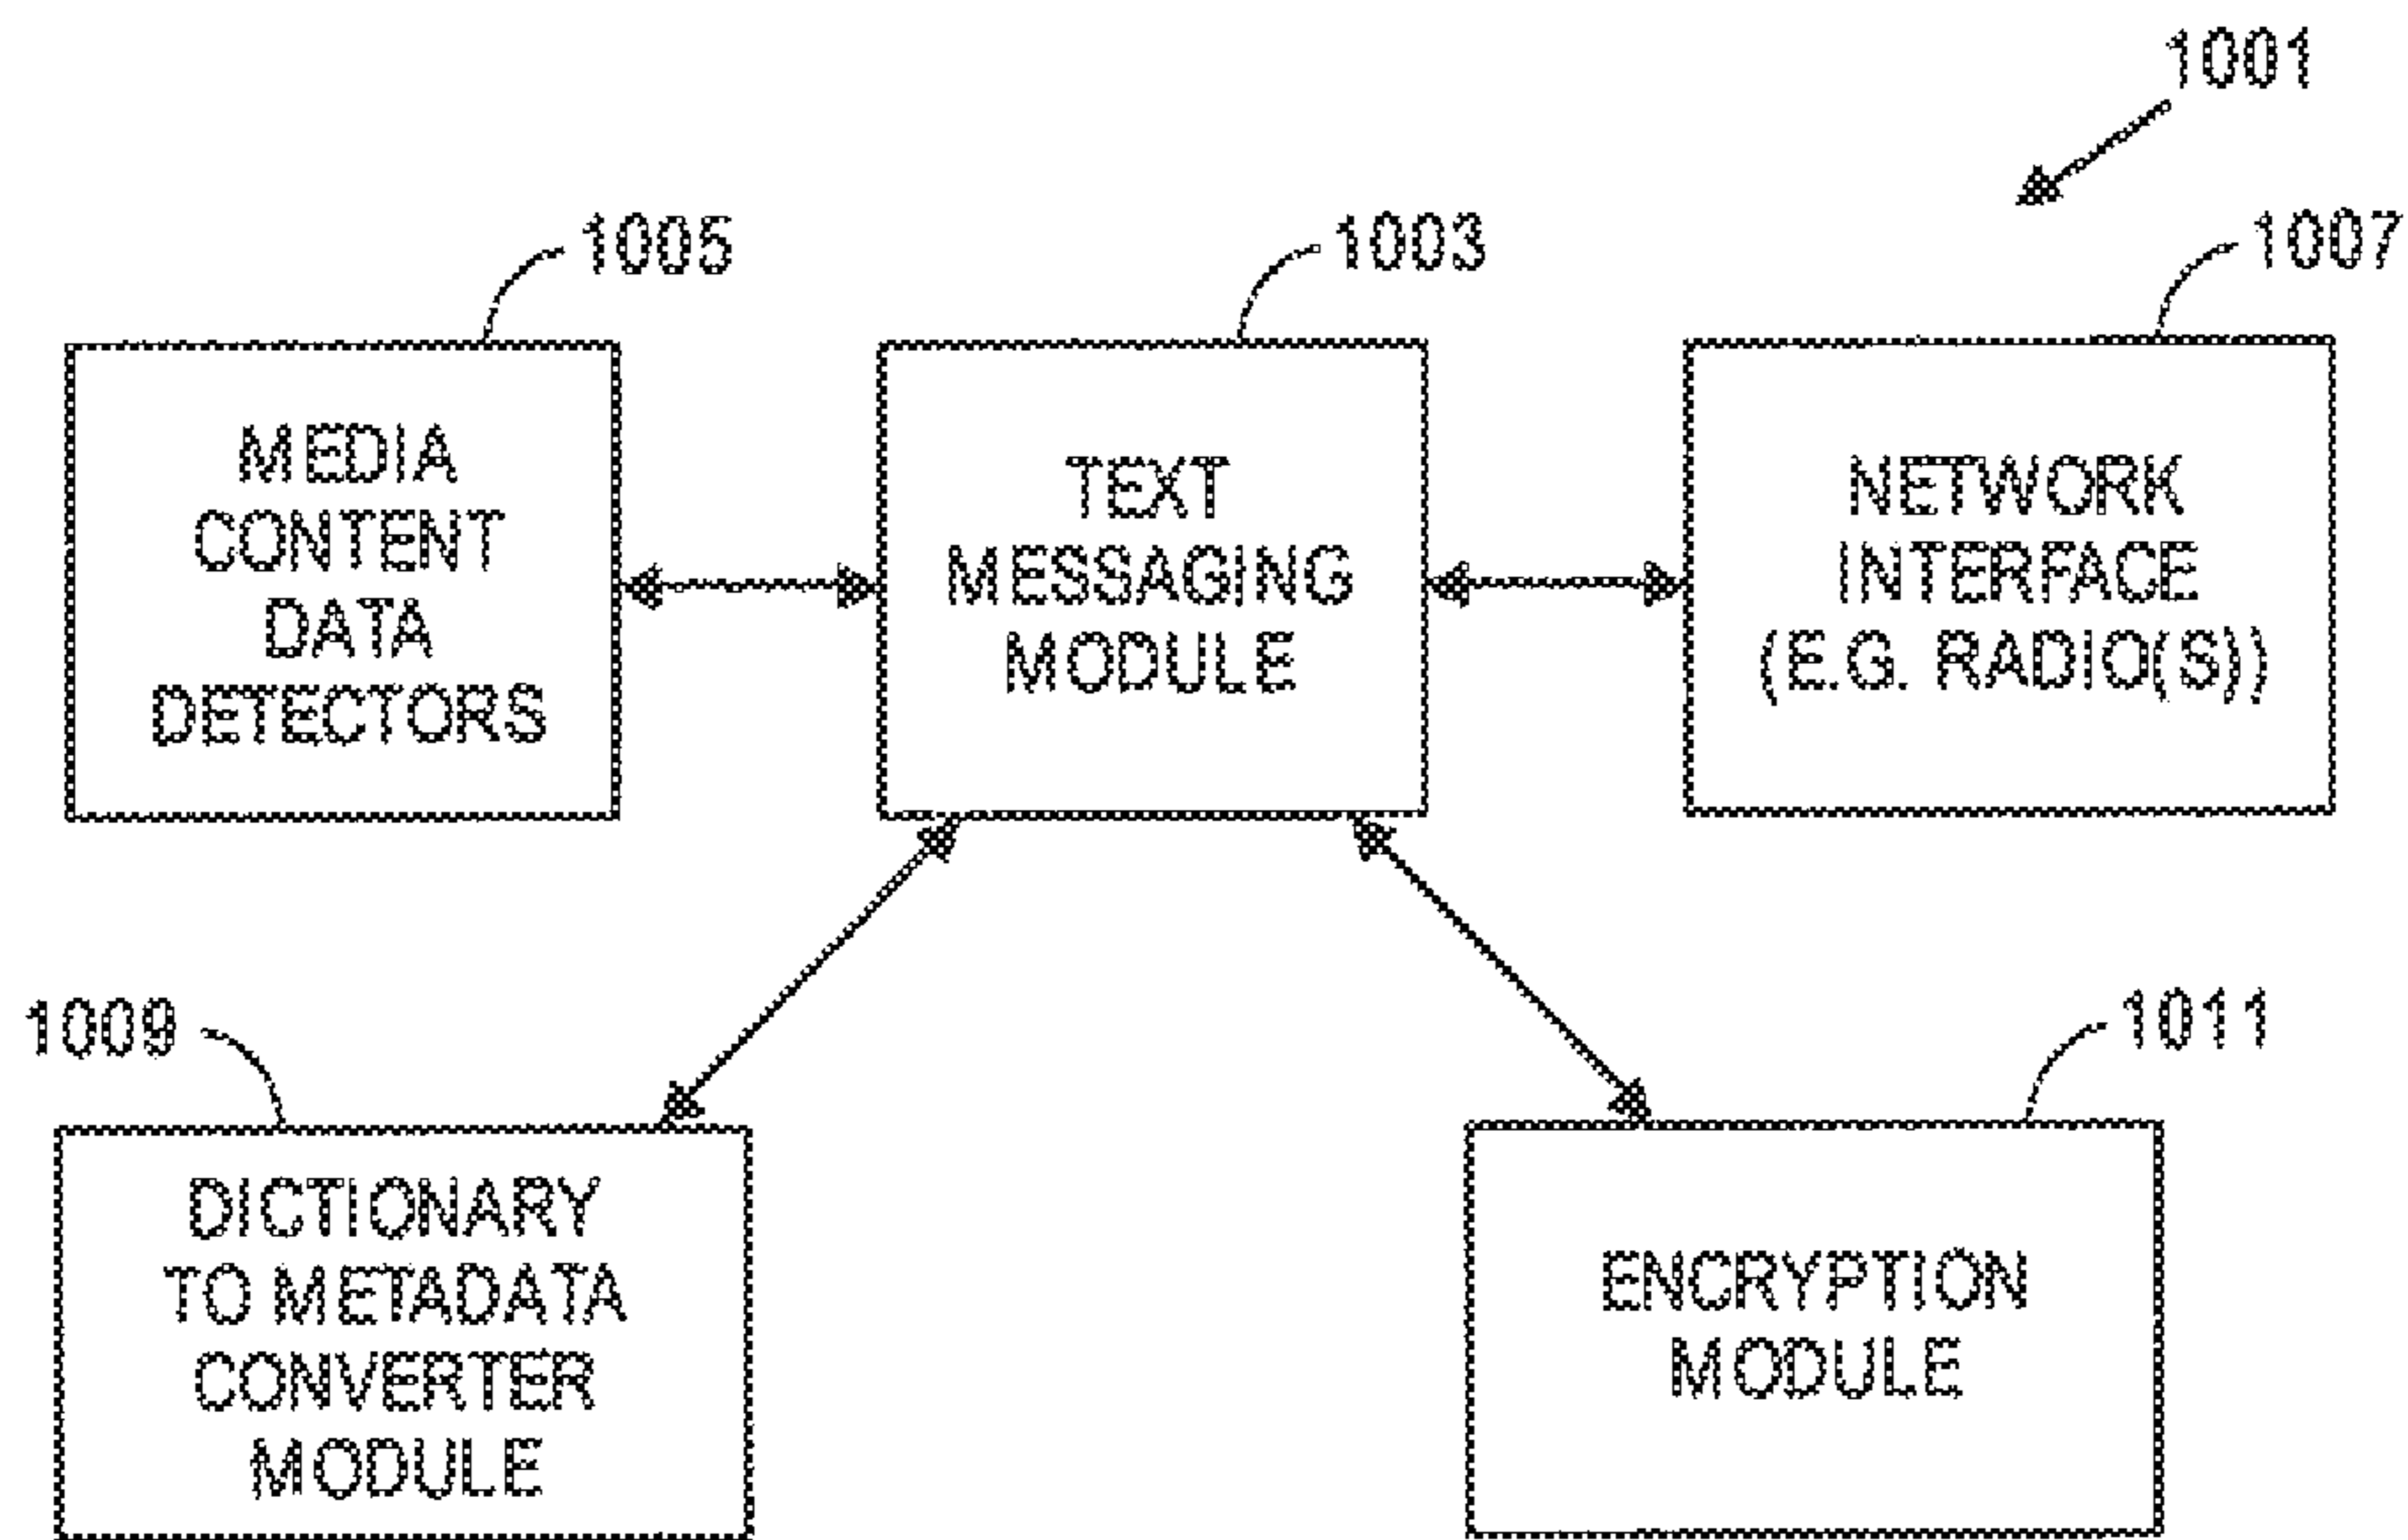 1001
1005
1003
1007
MEDIA
CONTENT
DATA
DETECTORS
TEXT
MESSAGING
MODULE
NETWORK
INTERFACE
(E.G. RADIO(S))
1009
1011
DICTIONARY
TO METADATA
CONVERTER
MODULE
ENCRYPTION
MODULE